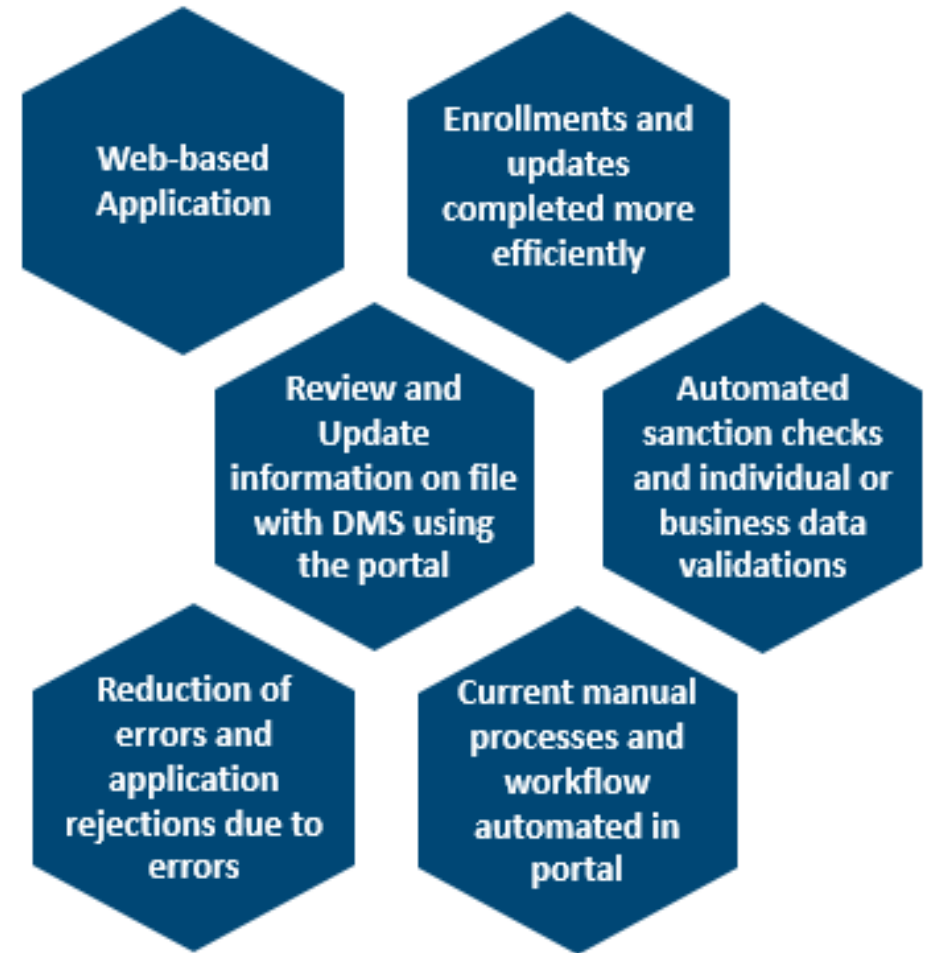 Web-based
Application
Enrollments and
updates
completed more
efficiently
Review and
Update
information on file
with DMS using
the portal
Automated
sanction checks
and individual or
business data
validations
Reduction of
errors and
application
rejections due to
errors
Current manual
processes and
workflow
automated in
portal